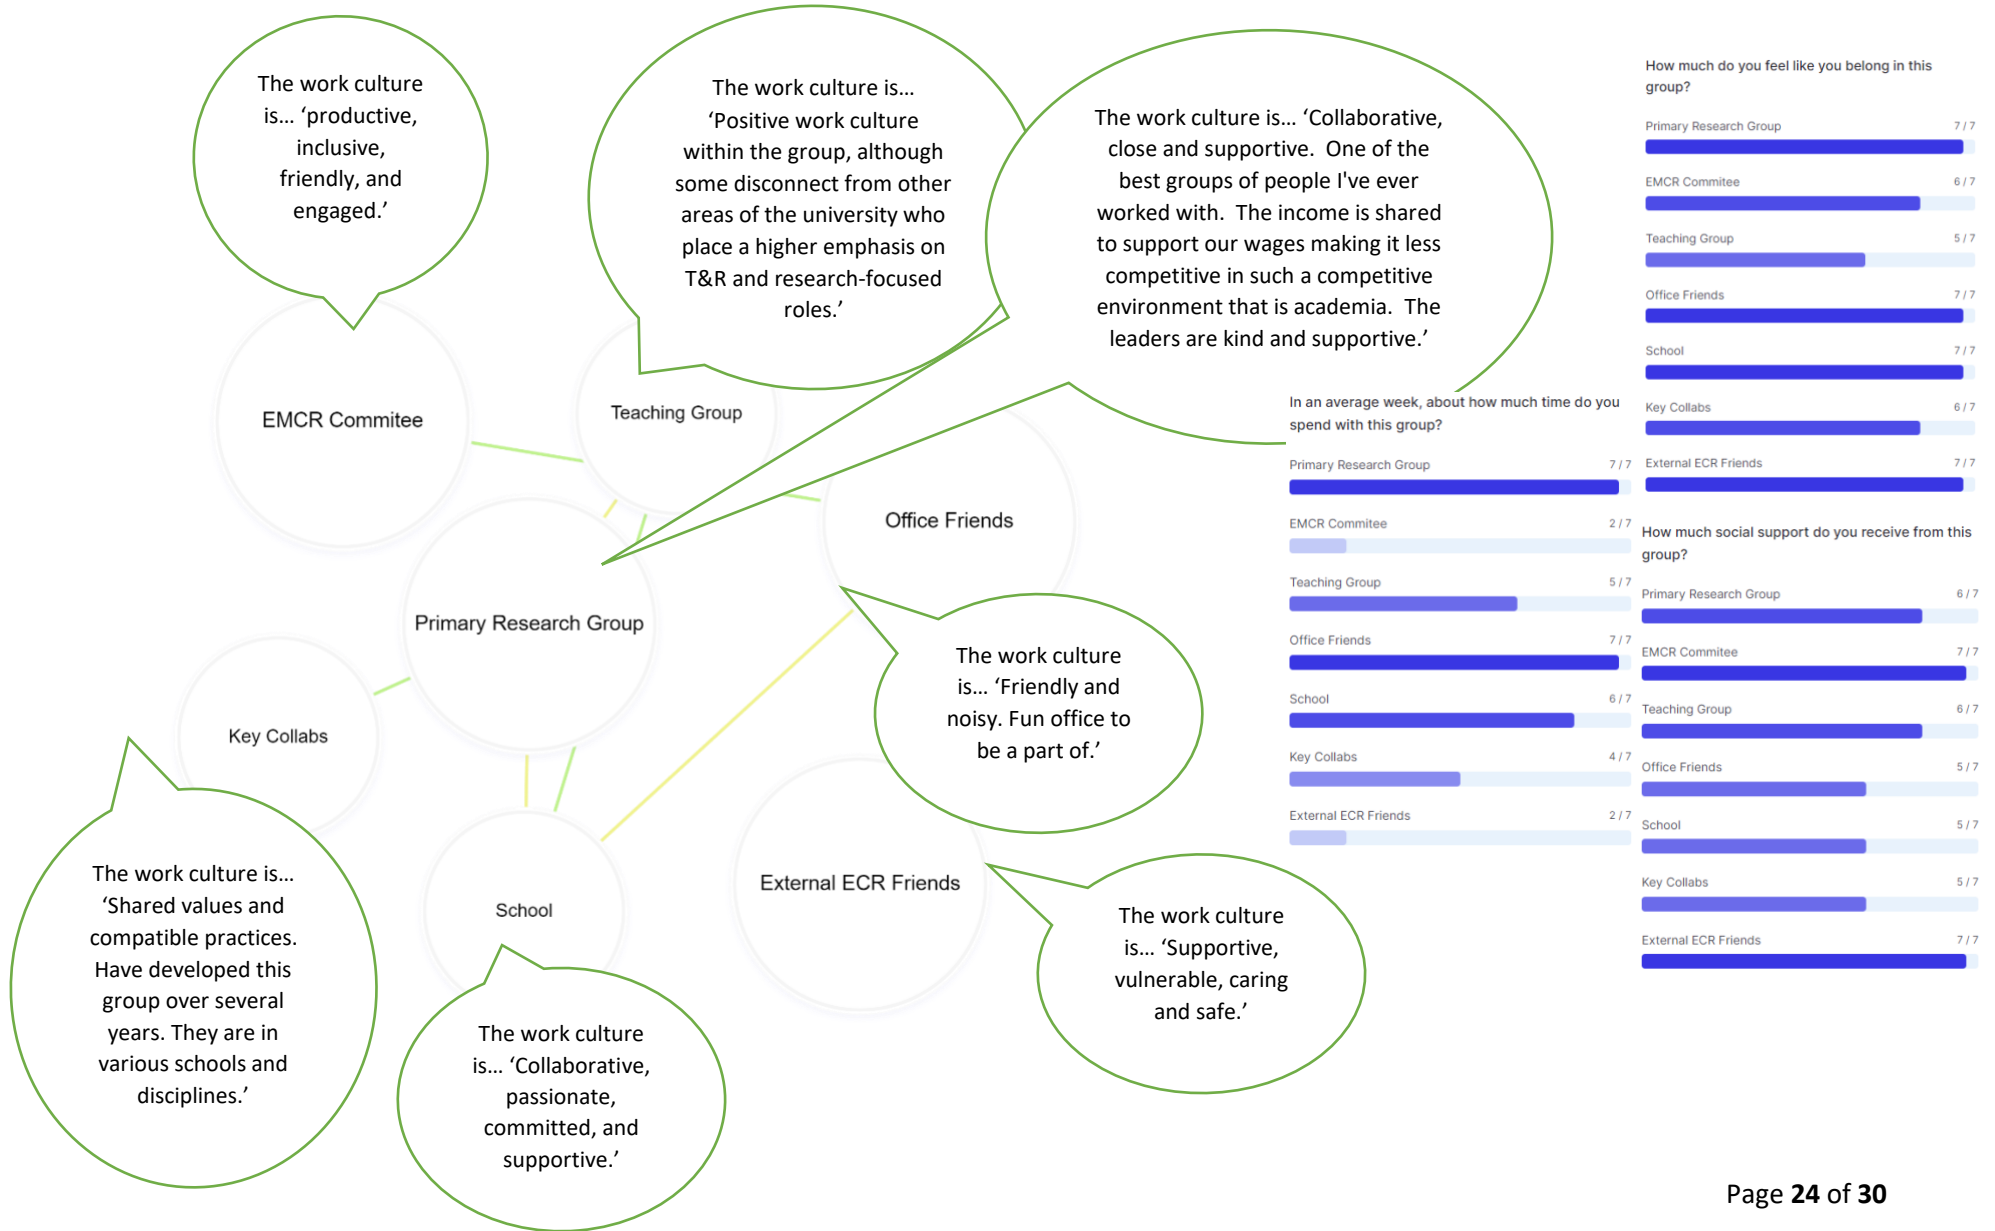 The work culture
is... ‘productive,
inclusive,
friendly, and
engaged.’
The work culture is...
‘Positive work culture
within the group, although
some disconnect from other
areas of the university who
place a higher emphasis on
T&R and research-focused
roles.’
The work culture is... ‘Collaborative,
close and supportive.  One of the
best groups of people I've ever
worked with.  The income is shared
to support our wages making it less
competitive in such a competitive
environment that is academia.  The
leaders are kind and supportive.’
EMCR Commitee
Teaching Group
Office Friends
Primary Research Group
Key Collabs
School
External ECR Friends
The work culture
is... ‘Friendly and
noisy. Fun office to
be a part of.’
The work culture is...
‘Shared values and
compatible practices.
Have developed this
group over several
years. They are in
various schools and
disciplines.’
The work culture
is... ‘Collaborative,
passionate,
committed, and
supportive.’
The work culture
is... ‘Supportive,
vulnerable, caring
and safe.’
In an average week, about how much time do you
spend with this group?
Primary Research Group 7 / 7
EMCR Commitee 2 / 7
Teaching Group 5 / 7
Office Friends 7 / 7
School 6 / 7
Key Collabs 4 / 7
External ECR Friends 2 / 7
How much do you feel like you belong in this
group?
Primary Research Group 7 / 7
EMCR Commitee 6 / 7
Teaching Group 5 / 7
Office Friends 7 / 7
School 7 / 7
Key Collabs 6 / 7
External ECR Friends 7 / 7
How much social support do you receive from this
group?
Primary Research Group 6 / 7
EMCR Commitee 7 / 7
Teaching Group 6 / 7
Office Friends 5 / 7
School 5 / 7
Key Collabs 5 / 7
External ECR Friends 7 / 7
Page 24 of 30